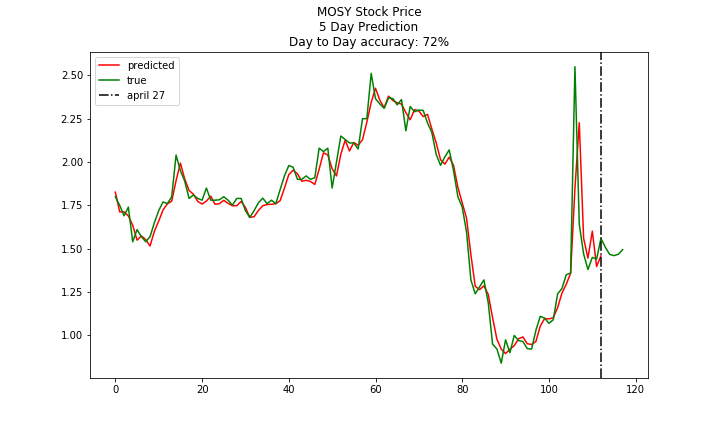 MOSY Stock Price
5 Day Prediction
Day to Day accuracy: 72%
predicted
true
april 27
2.50
2.25
2.00
1.75
1.50
1.25
1.00
0 20 40 60 80 100 120